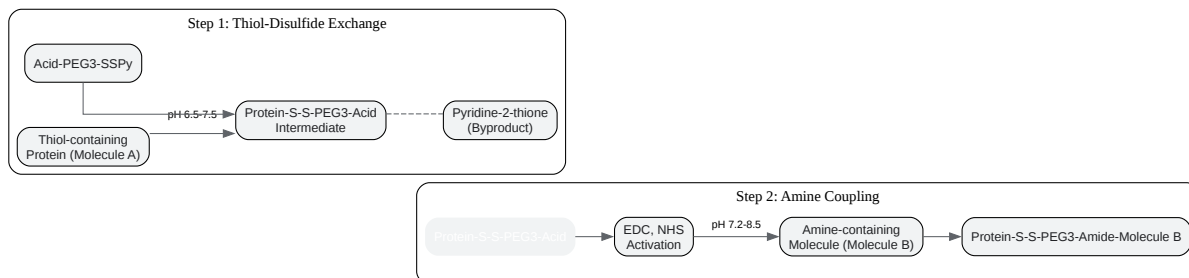 Step 1: Thiol-Disulfide Exchange
Acid-PEG3-SSPy
pH 6.5-7.5
Protein-S-S-PEG3-Acid
Intermediate
Pyridine-2-thione
(Byproduct)
Thiol-containing
Protein (Molecule A)
Step 2: Amine Coupling
Protein-S-S-PEG3-Acid
EDC, NHS
Activation
pH 7.2-8.5
Amine-containing
Molecule (Molecule B)
Protein-S-S-PEG3-Amide-Molecule B